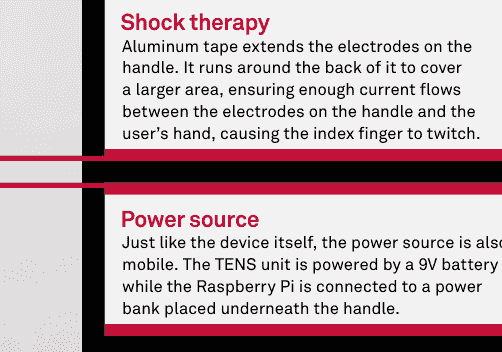 Shock therapy
Aluminum tape extends the electrodes on the
handle. It runs around the back of it to cover
a larger area, ensuring enough current flows
between the electrodes on the handle and the
user’s hand, causing the index finger to twitch.
Power source
Just like the device itself, the power source is also
mobile. The TENS unit is powered by a 9V battery
while the Raspberry Pi is connected to a power
bank placed underneath the handle.